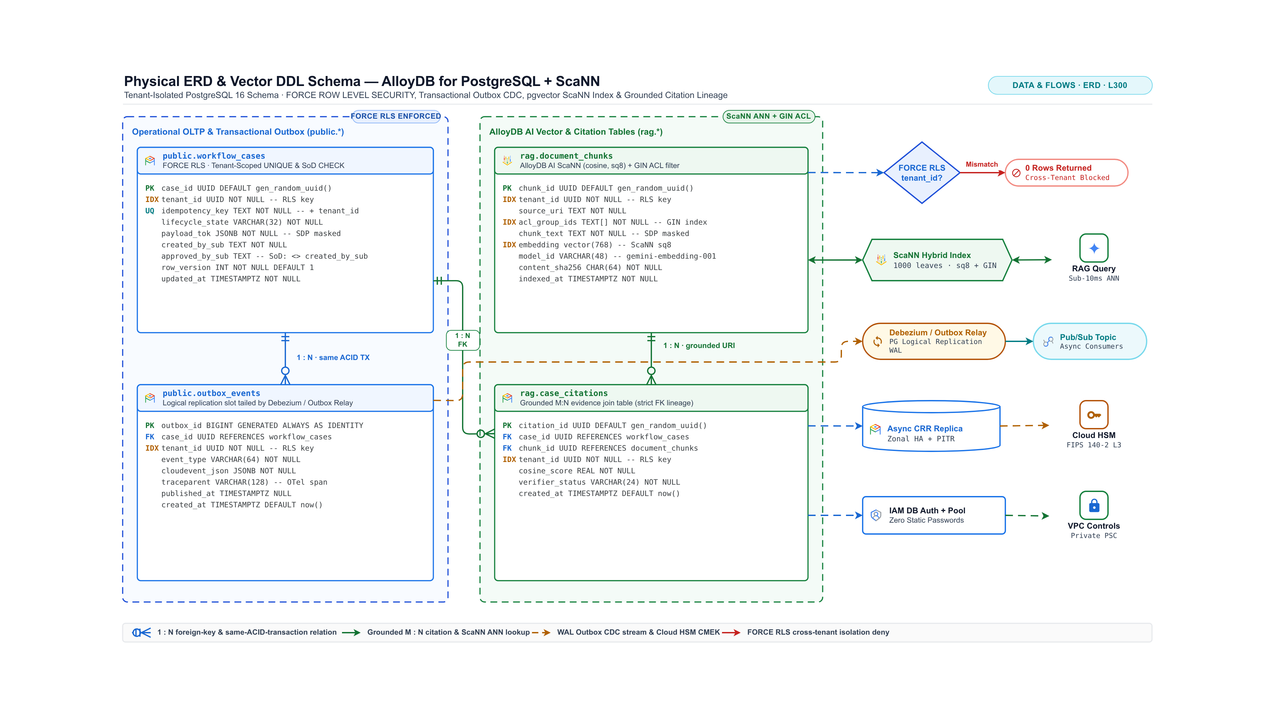 Physical ERD & Vector DDL Schema — AlloyDB for PostgreSQL + ScaNN
Tenant-Isolated PostgreSQL 16 Schema · FORCE ROW LEVEL SECURITY, Transactional Outbox CDC, pgvector ScaNN Index & Grounded Citation Lineage
DATA & FLOWS · ERD · L300
FORCE RLS ENFORCED
Operational OLTP & Transactional Outbox (public.*)
public.workflow_cases
FORCE RLS · Tenant-Scoped UNIQUE & SoD CHECK
PK case_id UUID DEFAULT gen_random_uuid()
IDX tenant_id UUID NOT NULL -- RLS key
UQ idempotency_key TEXT NOT NULL -- + tenant_id
lifecycle_state VARCHAR(32) NOT NULL
payload_tok JSONB NOT NULL -- SDP masked
created_by_sub TEXT NOT NULL
approved_by_sub TEXT -- SoD: <> created_by_sub
row_version INT NOT NULL DEFAULT 1
updated_at TIMESTAMPTZ NOT NULL
1 : N · same ACID TX
public.outbox_events
Logical replication slot tailed by Debezium / Outbox Relay
PK outbox_id BIGINT GENERATED ALWAYS AS IDENTITY
FK case_id UUID REFERENCES workflow_cases
IDX tenant_id UUID NOT NULL -- RLS key
event_type VARCHAR(64) NOT NULL
cloudevent_json JSONB NOT NULL
traceparent VARCHAR(128) -- OTel span
published_at TIMESTAMPTZ NULL
created_at TIMESTAMPTZ DEFAULT now()
1 : N
FK
ScaNN ANN + GIN ACL
AlloyDB AI Vector & Citation Tables (rag.*)
rag.document_chunks
AlloyDB AI ScaNN (cosine, sq8) + GIN ACL filter
PK chunk_id UUID DEFAULT gen_random_uuid()
IDX tenant_id UUID NOT NULL -- RLS key
source_uri TEXT NOT NULL
IDX acl_group_ids TEXT[] NOT NULL -- GIN index
chunk_text TEXT NOT NULL -- SDP masked
IDX embedding vector(768) -- ScaNN sq8
model_id VARCHAR(48) -- gemini-embedding-001
content_sha256 CHAR(64) NOT NULL
indexed_at TIMESTAMPTZ NOT NULL
1 : N · grounded URI
rag.case_citations
Grounded M:N evidence join table (strict FK lineage)
PK citation_id UUID DEFAULT gen_random_uuid()
FK case_id UUID REFERENCES workflow_cases
FK chunk_id UUID REFERENCES document_chunks
IDX tenant_id UUID NOT NULL -- RLS key
cosine_score REAL NOT NULL
verifier_status VARCHAR(24) NOT NULL
created_at TIMESTAMPTZ DEFAULT now()
FORCE RLS
tenant_id?
Mismatch
0 Rows Returned
Cross-Tenant Blocked
ScaNN Hybrid Index
1000 leaves · sq8 + GIN
RAG Query
Sub-10ms ANN
Debezium / Outbox Relay
PG Logical Replication
WAL
Pub/Sub Topic
Async Consumers
Async CRR Replica
Zonal HA + PITR
Cloud HSM
FIPS 140-2 L3
IAM DB Auth + Pool
Zero Static Passwords
VPC Controls
Private PSC
1 : N foreign-key & same-ACID-transaction relation
Grounded M : N citation & ScaNN ANN lookup
WAL Outbox CDC stream & Cloud HSM CMEK
FORCE RLS cross-tenant isolation deny